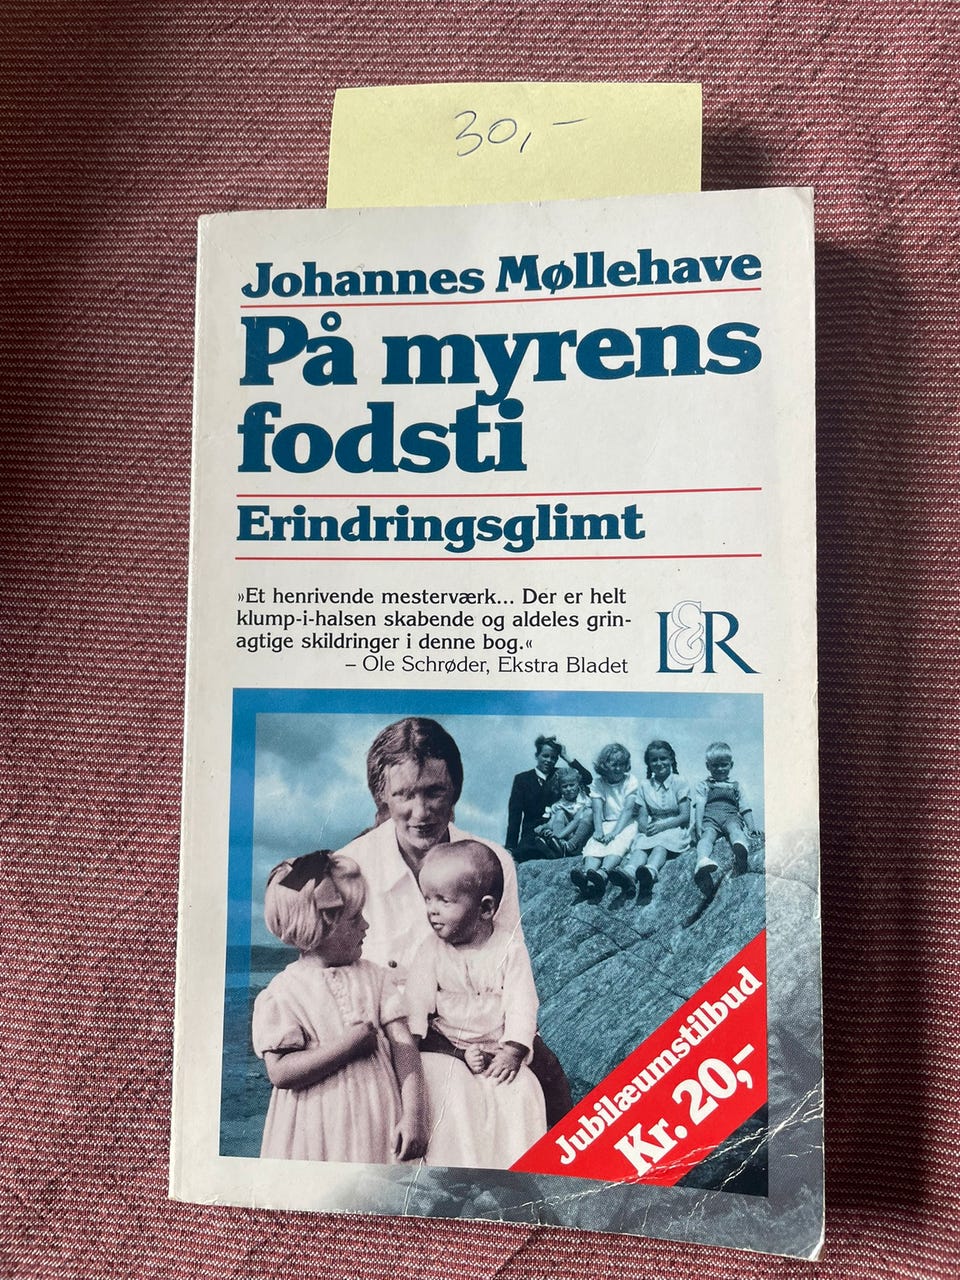 30,-
Johannes Møllehave
På myrens
fodsti
Erindringsglimt
»Et henrivende mesterværk... Der er helt
klump-i-halsen skabende og aldeles grin-
agtige skildringer i denne bog.«
– Ole Schrøder, Ekstra Bladet
L&R
Jubilæumstilbud
Kr. 20,-